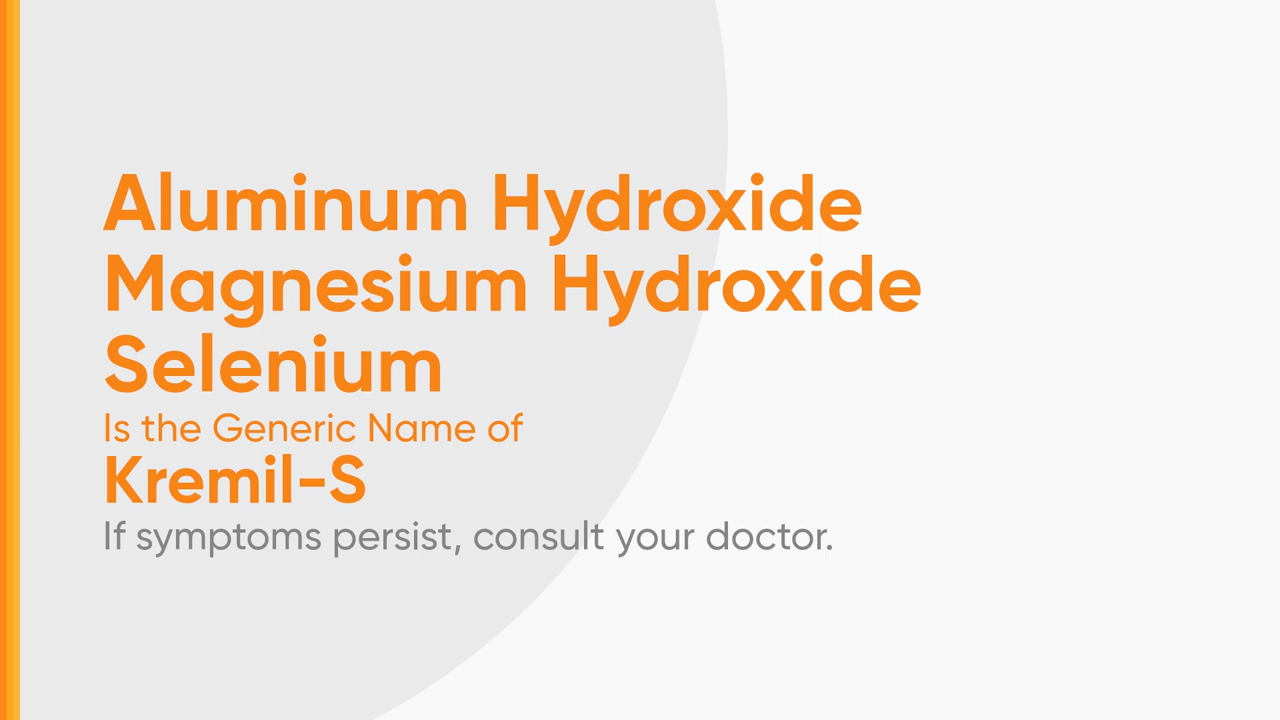 Aluminum Hydroxide
Magnesium Hydroxide
Selenium
Is the Generic Name of
Kremil-S
If symptoms persist, consult your doctor.